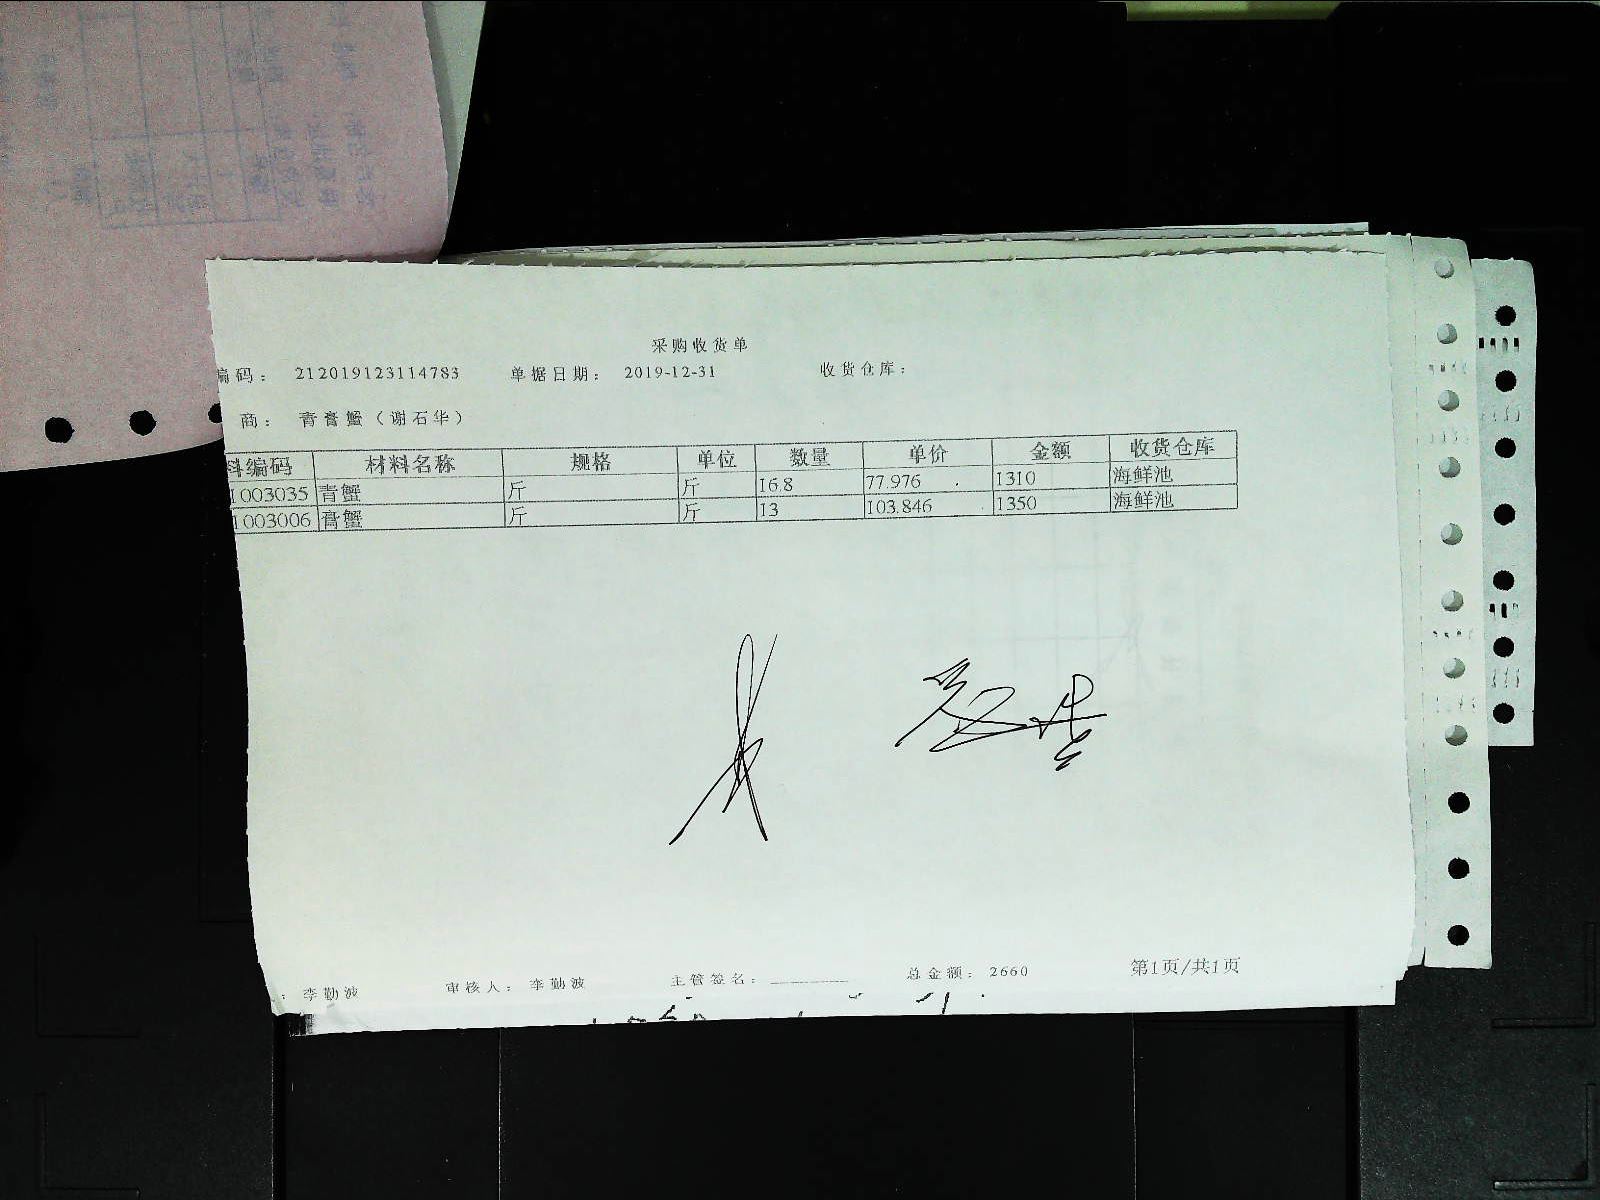 采购收货单
编码： 212019123114783 单据日期： 2019-12-31 收货仓库：
商： 青膏蟹（谢石华）
料编码 材料名称 规格 单位 数量 单价 金额 收货仓库
1003035 青蟹 斤 斤 16.8 77.976 1310 海鲜池
1003006 膏蟹 斤 斤 13 103.846 1350 海鲜池
： 李勤波 审核人： 李勤波 主管签名： 总金额： 2660 第1页/共1页